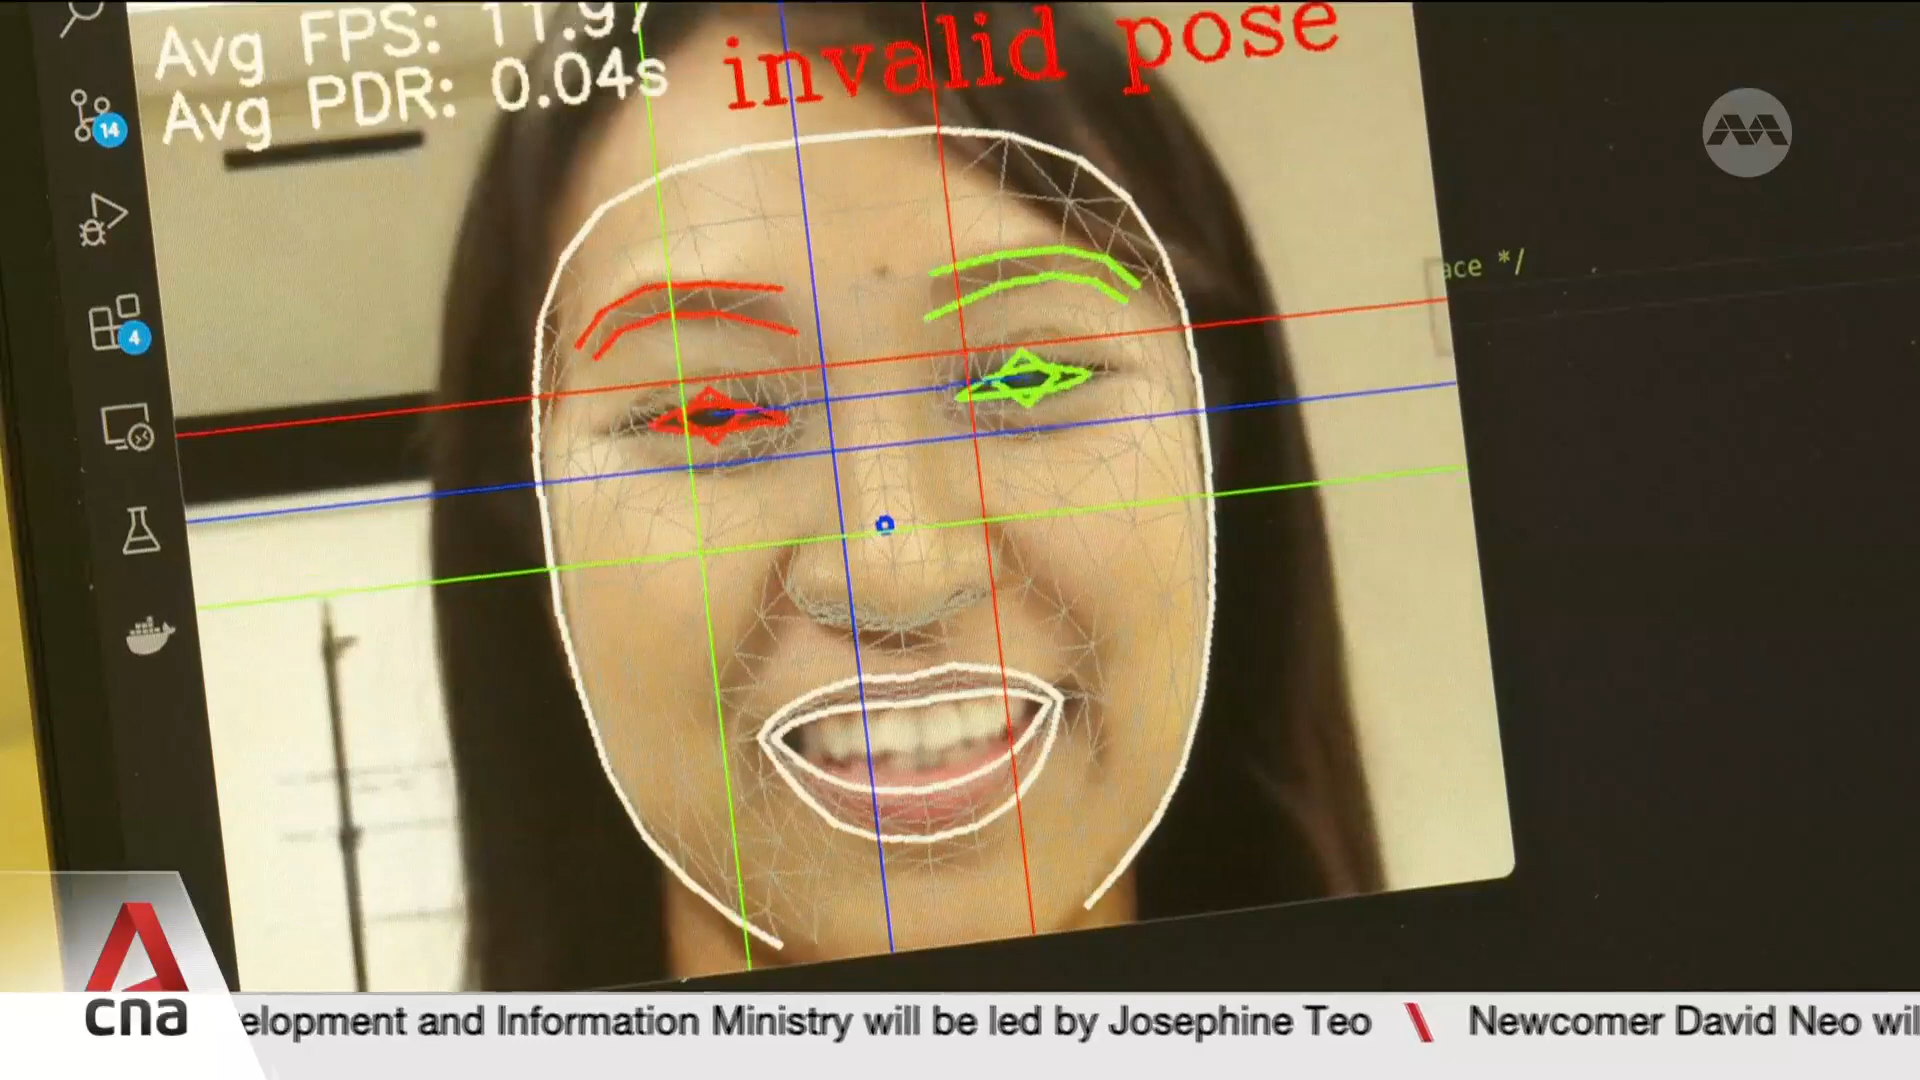 Avg FPS: 11.97
Avg PDR: 0.04s
invalid pose
14
4
ace */
cna
elopment and Information Ministry will be led by Josephine Teo
Newcomer David Neo wil